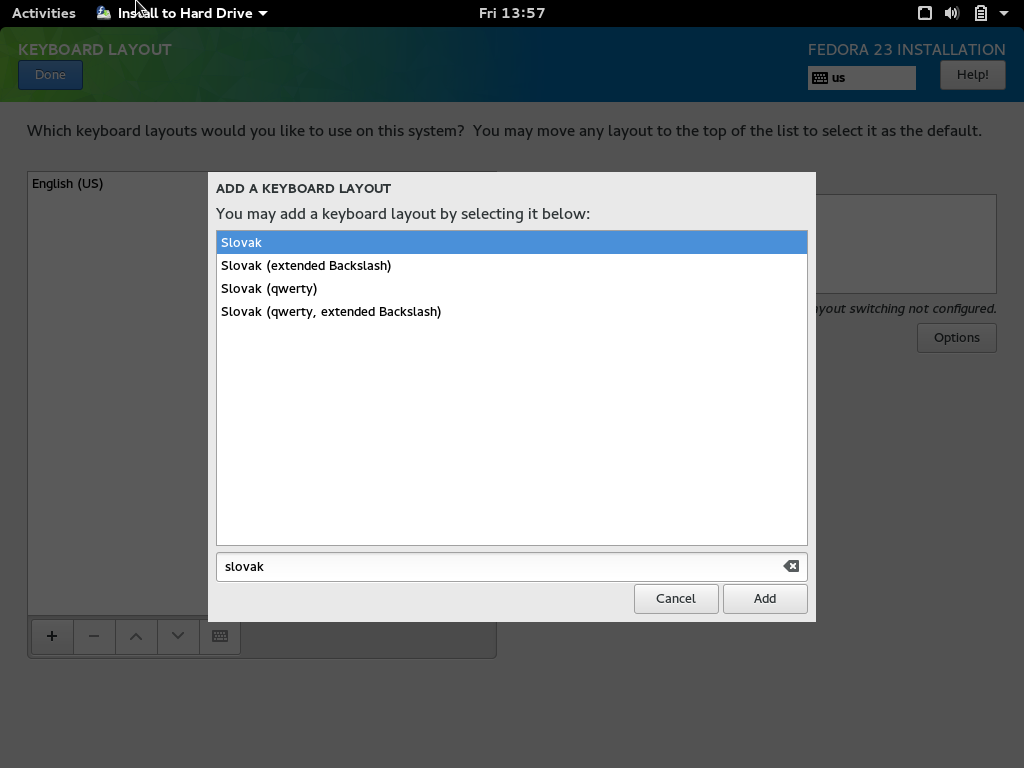 Activities Install to Hard Drive Fri 13:57
KEYBOARD LAYOUT FEDORA 23 INSTALLATION
Done us Help!
Which keyboard layouts would you like to use on this system? You may move any layout to the top of the list to select it as the default.
English (US)
ADD A KEYBOARD LAYOUT
You may add a keyboard layout by selecting it below:
Slovak
Slovak (extended Backslash)
Slovak (qwerty)
Slovak (qwerty, extended Backslash)
switching not configured.
Options
slovak
Cancel Add